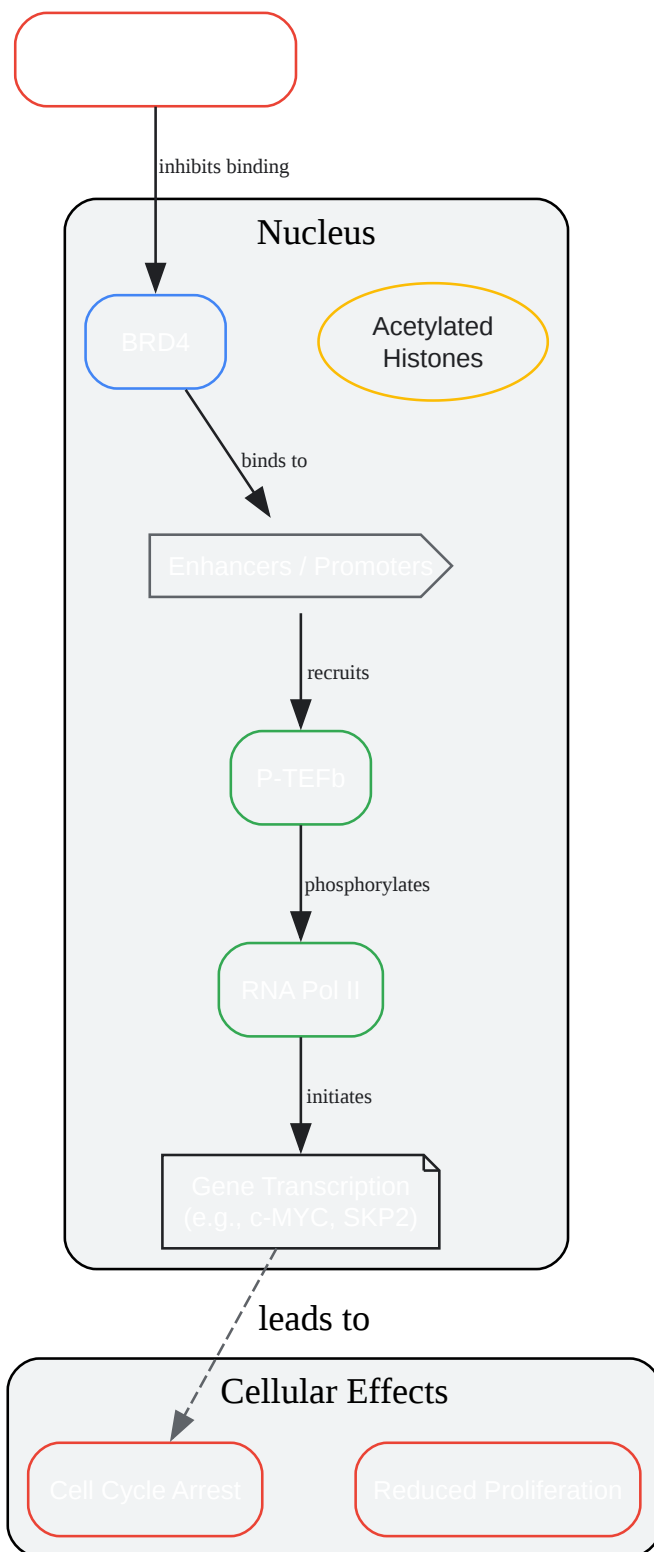 inhibits binding
Nucleus
BRD4
Acetylated
Histones
binds to
Enhancers / Promoters
recruits
P-TEFb
phosphorylates
RNA Pol II
initiates
Gene Transcription
(e.g., c-MYC, SKP2)
leads to
Cellular Effects
Cell Cycle Arrest
Reduced Proliferation